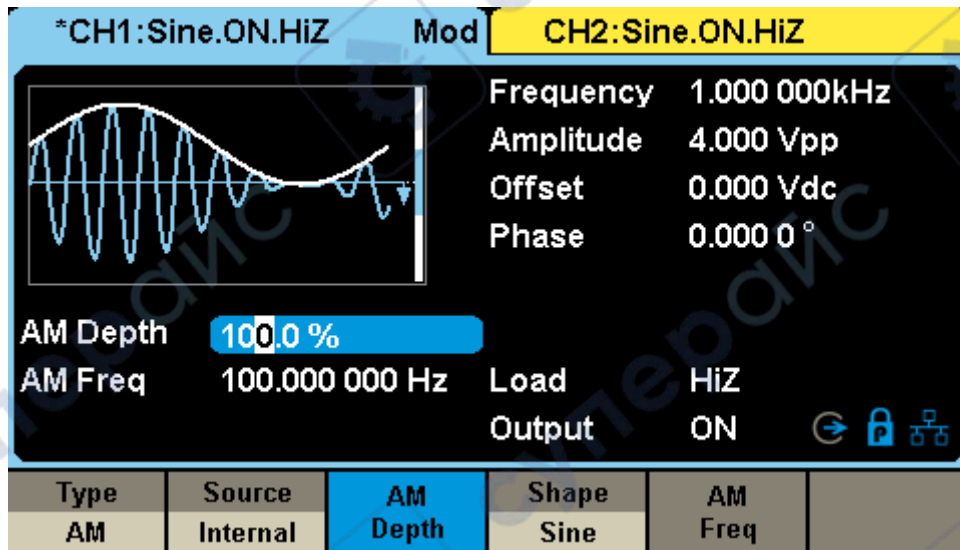 *CH1:Sine.ON.HiZ Mod CH2:Sine.ON.HiZ
Frequency 1.000 000kHz
Amplitude 4.000 Vpp
Offset 0.000 Vdc
Phase 0.000 0 °
AM Depth 100.0 %
AM Freq 100.000 000 Hz Load HiZ
Output ON P
Type Source AM Depth Shape AM Freq
AM Internal Sine
суперайс